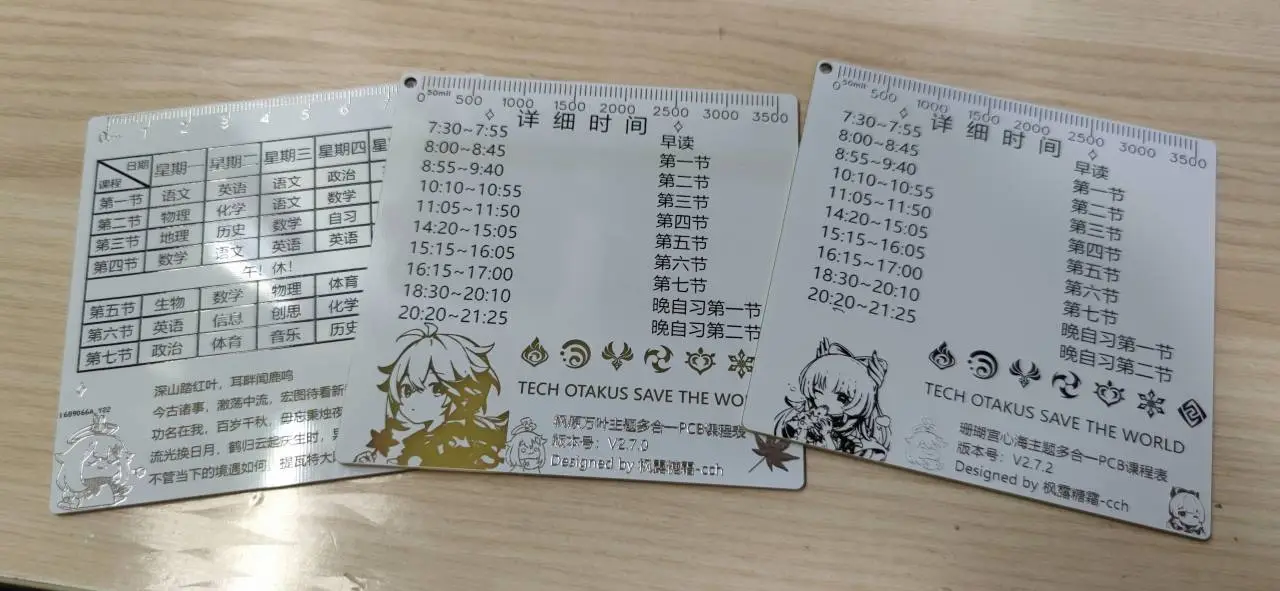 1 2 3 4 5 6 7
日期 课程 星期一 星期二 星期三 星期四
第一节 语文 英语 语文 政治
第二节 物理 化学 语文 数学
第三节 地理 历史 数学 自习
第四节 数学 语文 英语 英语
午！休！
第五节 生物 数学 物理 体育
第六节 英语 信息 创思 化学
第七节 政治 体育 音乐 历史
深山踏红叶，耳畔闻鹿鸣
今古诸事，激荡中流，宏图待看新
功名在我，百岁千秋，毋忘秉烛夜
流光换日月，鹤归云起庆生时，
不管当下的境遇如何，提瓦特大
0 50mil 500 1000 1500 2000 2500 3000 3500
详细时间
7:30~7:55 早读
8:00~8:45 第一节
8:55~9:40 第二节
10:10~10:55 第三节
11:05~11:50 第四节
14:20~15:05 第五节
15:15~16:05 第六节
16:15~17:00 第七节
18:30~20:10 晚自习第一节
20:20~21:25 晚自习第二节
TECH OTAKUS SAVE THE WO
枫原万叶主题多合一PCB课程表
版本号：V2.7.0
Designed by 枫露糖霜-cch
0 50mil 500 1000 1500 2000 2500 3000 3500
详细时间
7:30~7:55 早读
8:00~8:45 第一节
8:55~9:40 第二节
10:10~10:55 第三节
11:05~11:50 第四节
14:20~15:05 第五节
15:15~16:05 第六节
16:15~17:00 第七节
18:30~20:10 晚自习第一节
20:20~21:25 晚自习第二节
TECH OTAKUS SAVE THE WORLD
珊瑚宫心海主题多合一PCB课程表
版本号：V2.7.2
Designed by 枫露糖霜-cch